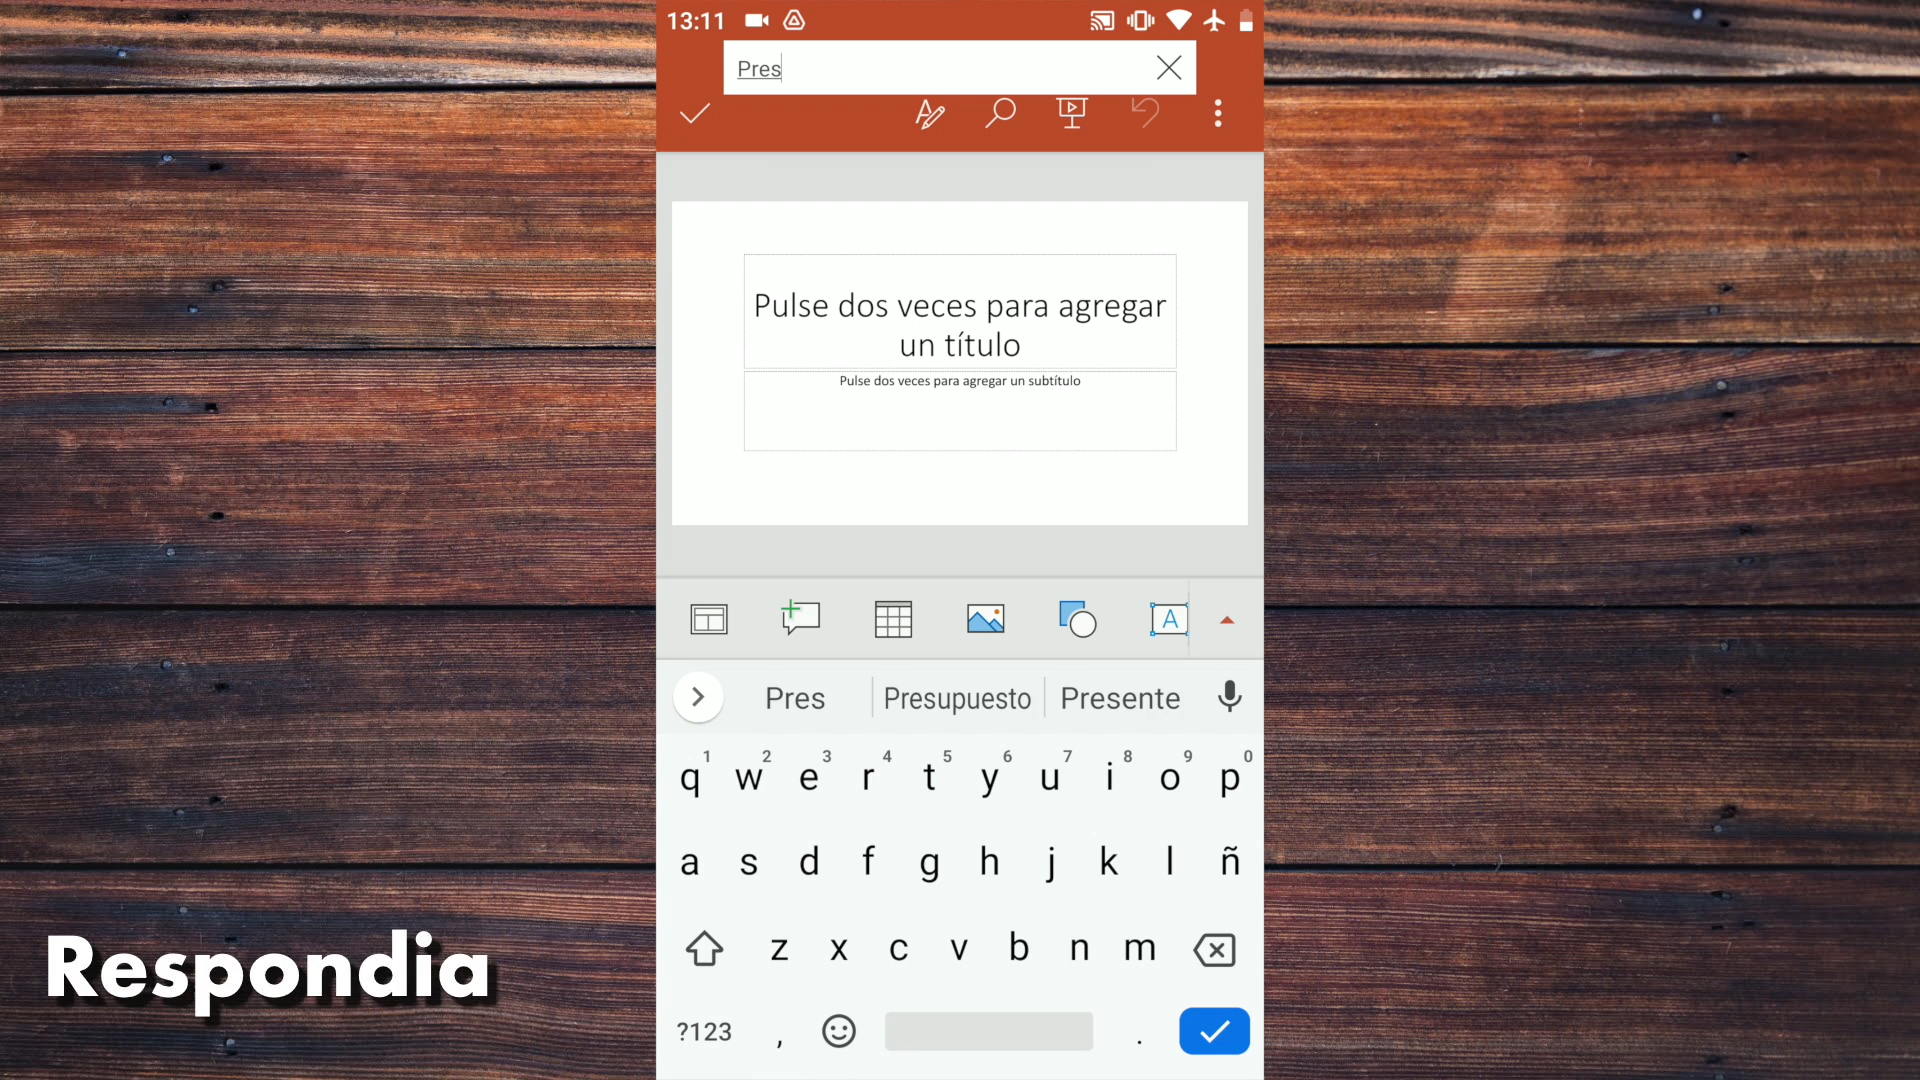 13:11
Pres
Pulse dos veces para agregar
un título
Pulse dos veces para agregar un subtítulo
A
Pres Presupuesto Presente
1 2 3 4 5 6 7 8 9 0
q w e r t y u i o p
a s d f g h j k l ñ
z x c v b n m
?123 , .
Respondia